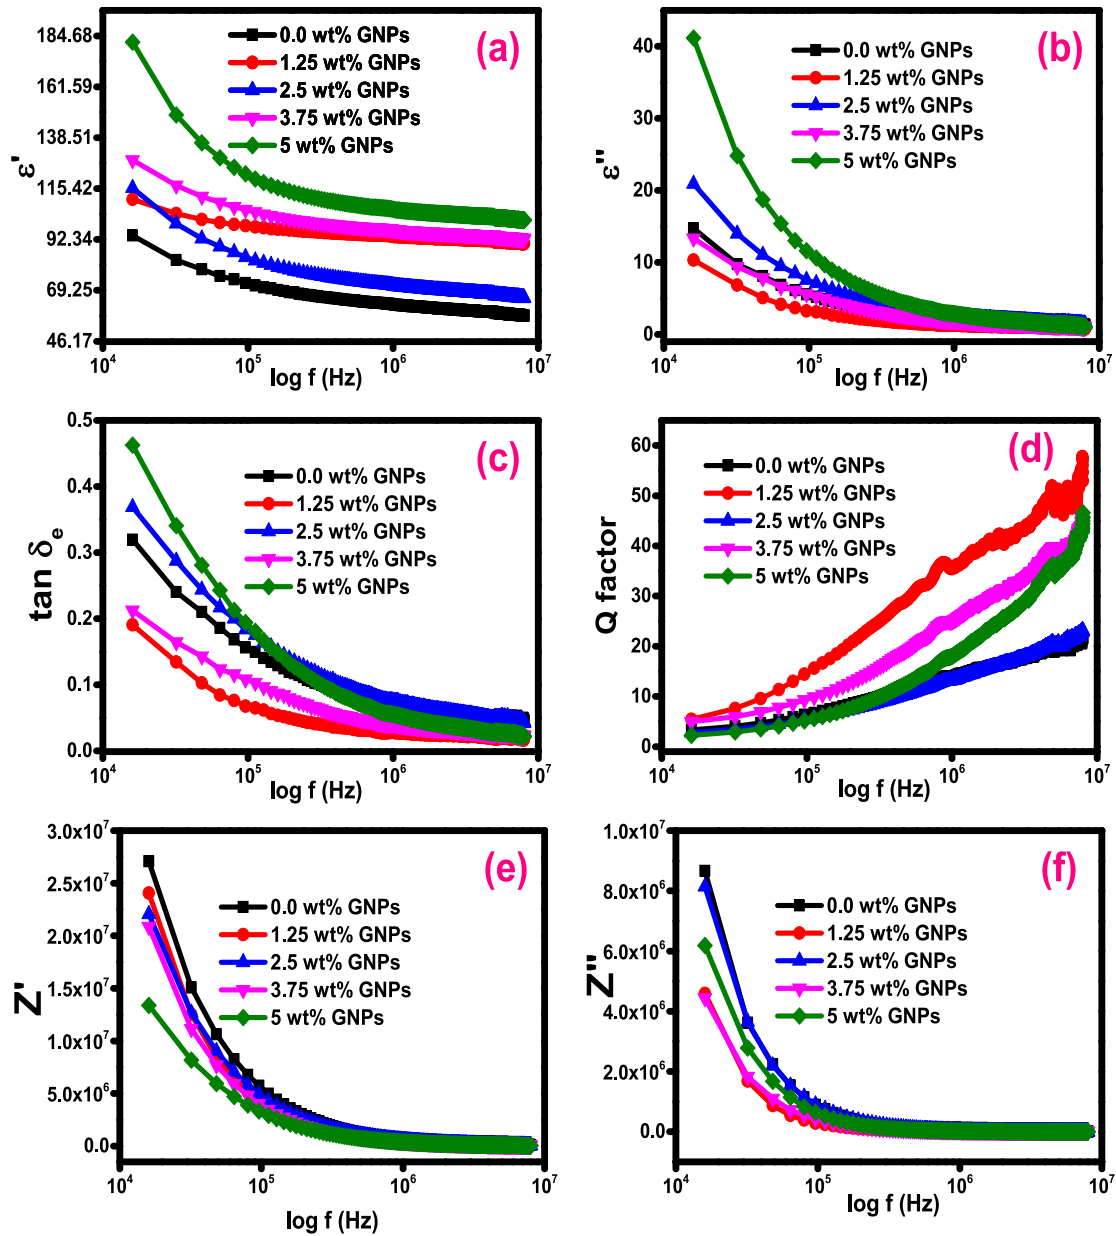 (a)
184.68
161.59
138.51
115.42
92.34
69.25
46.17
ε'
0.0 wt% GNPs
1.25 wt% GNPs
2.5 wt% GNPs
3.75 wt% GNPs
5 wt% GNPs
10⁴ 10⁵ 10⁶ 10⁷
log f (Hz)
(b)
40
30
20
10
0
ε''
0.0 wt% GNPs
1.25 wt% GNPs
2.5 wt% GNPs
3.75 wt% GNPs
5 wt% GNPs
10⁴ 10⁵ 10⁶ 10⁷
log f (Hz)
(c)
0.5
0.4
0.3
0.2
0.1
0.0
tan δₑ
0.0 wt% GNPs
1.25 wt% GNPs
2.5 wt% GNPs
3.75 wt% GNPs
5 wt% GNPs
10⁴ 10⁵ 10⁶ 10⁷
log f (Hz)
(d)
60
50
40
30
20
10
0
Q factor
0.0 wt% GNPs
1.25 wt% GNPs
2.5 wt% GNPs
3.75 wt% GNPs
5 wt% GNPs
10⁴ 10⁵ 10⁶ 10⁷
log f (Hz)
(e)
3.0x10⁷
2.5x10⁷
2.0x10⁷
1.5x10⁷
1.0x10⁷
5.0x10⁶
0.0
Z'
0.0 wt% GNPs
1.25 wt% GNPs
2.5 wt% GNPs
3.75 wt% GNPs
5 wt% GNPs
10⁴ 10⁵ 10⁶ 10⁷
log f (Hz)
(f)
1.0x10⁷
8.0x10⁶
6.0x10⁶
4.0x10⁶
2.0x10⁶
0.0
Z''
0.0 wt% GNPs
1.25 wt% GNPs
2.5 wt% GNPs
3.75 wt% GNPs
5 wt% GNPs
10⁴ 10⁵ 10⁶ 10⁷
log f (Hz)